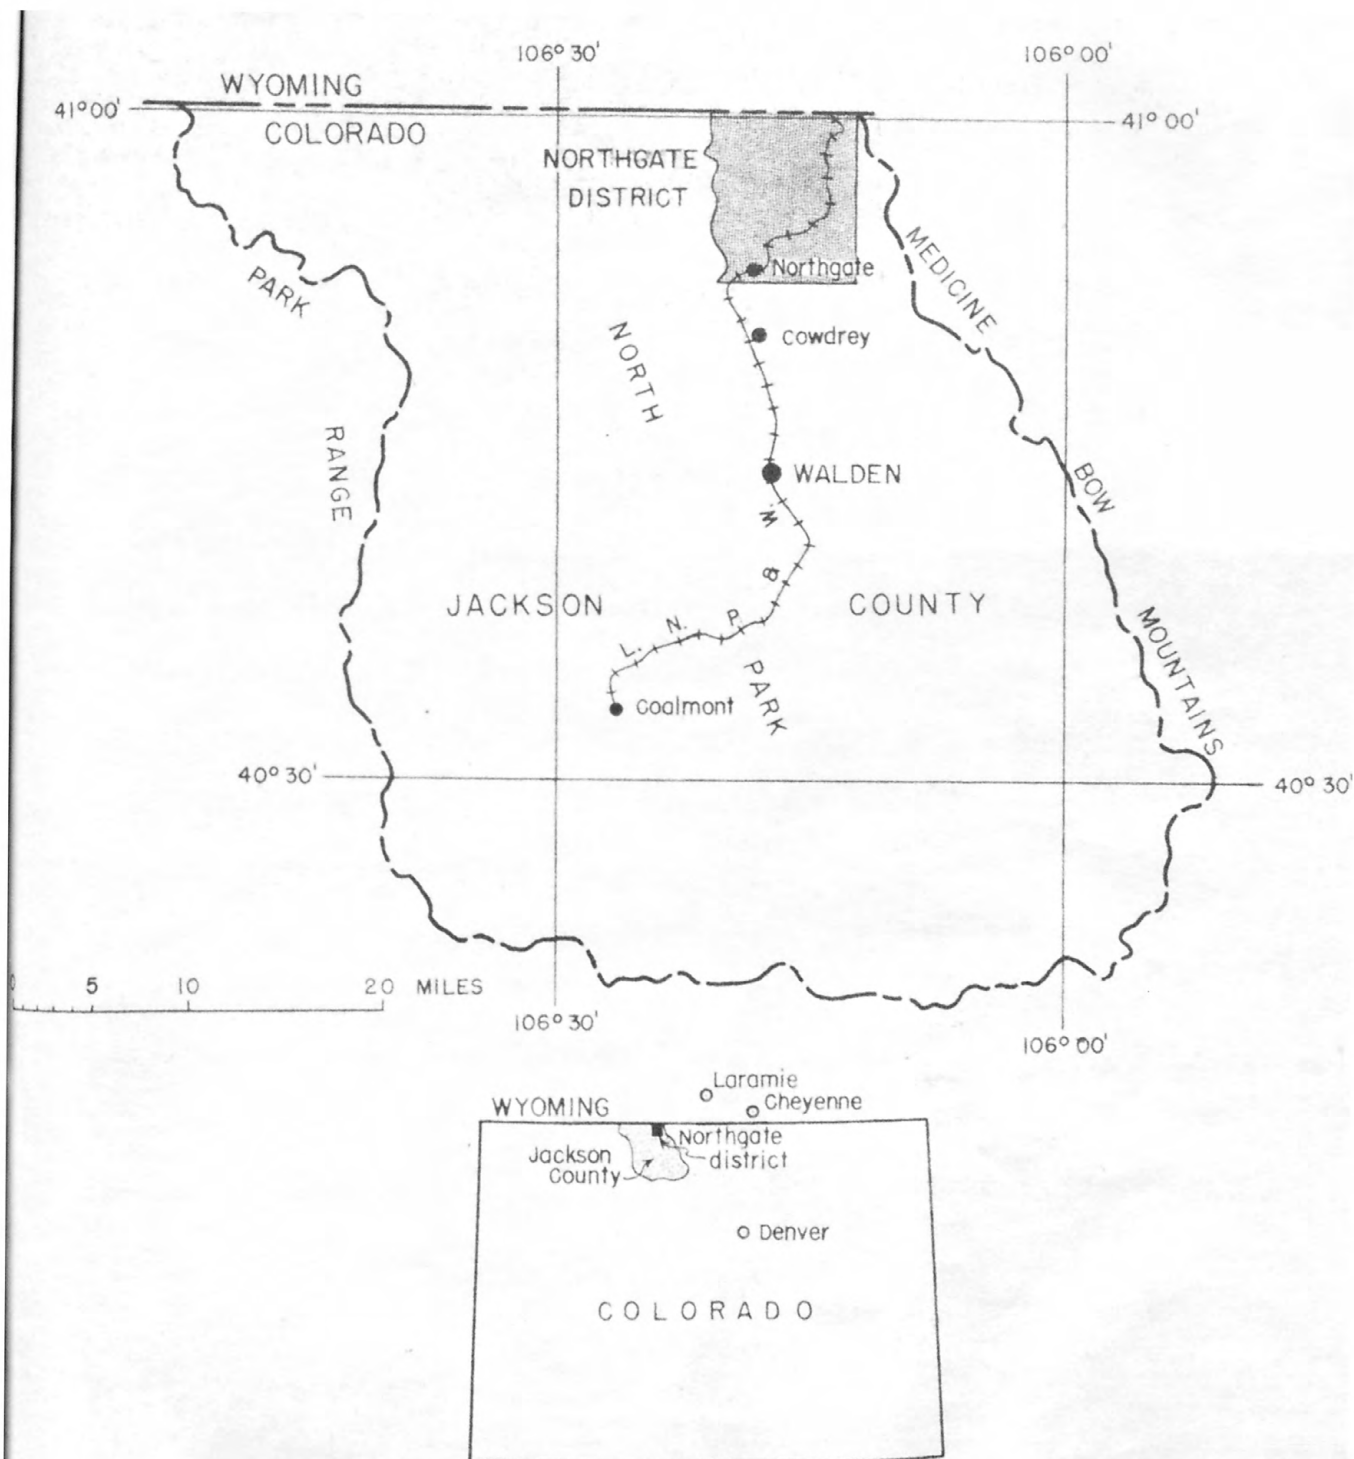 106° 30'
106° 00'
WYOMING
41° 00'
COLORADO
41° 00'
NORTHGATE
DISTRICT
Northgate
PARK
MEDICINE
Cowdrey
NORTH
RANGE
WALDEN
BOW
JACKSON
COUNTY
L. N. P. & W.
MOUNTAINS
PARK
Coalmont
40° 30'
40° 30'
0 5 10 20 MILES
106° 30'
106° 00'
Laramie
WYOMING
Cheyenne
Northgate
district
Jackson
County
Denver
COLORADO